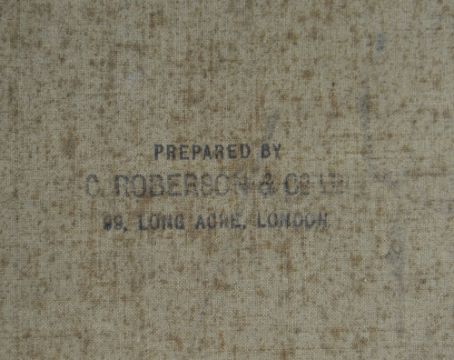 PREPARED BY
C. ROBERSON & CO LTD
99, LONG ACRE, LONDON